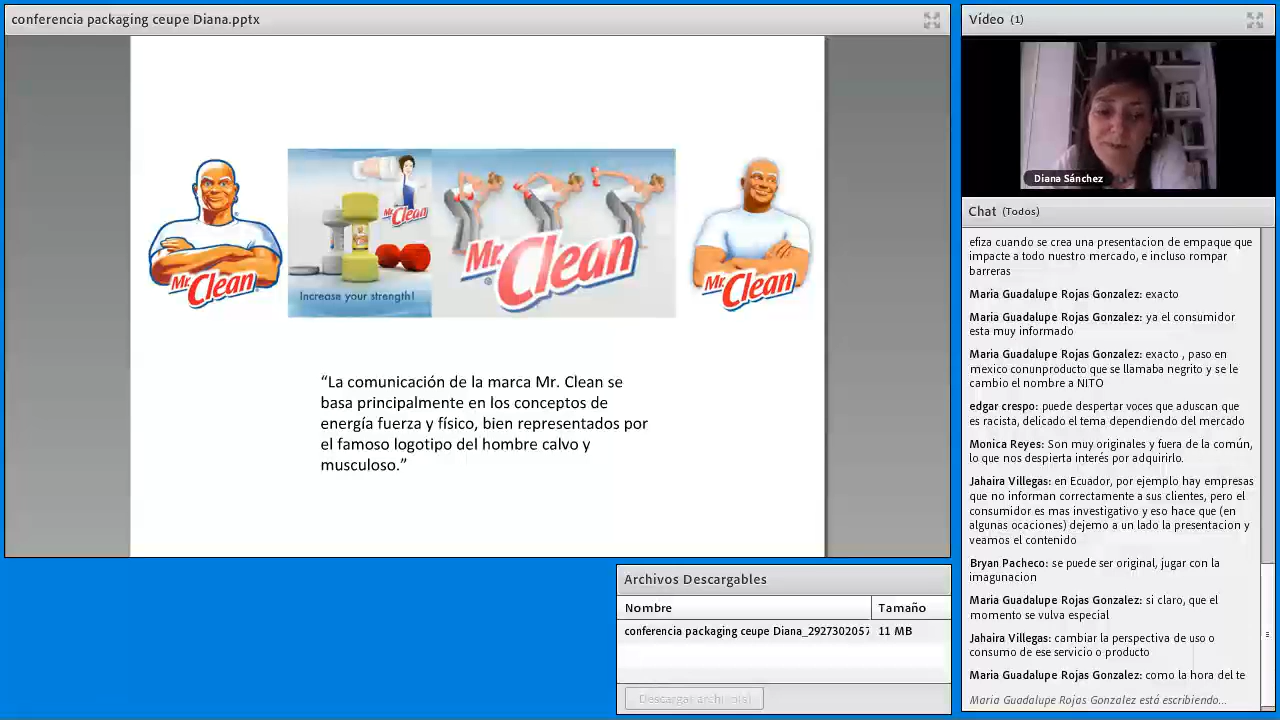 conferencia packaging ceupe Diana.pptx
Mr.
Clean
Increase your strength!
Mr.
Clean
Mr.
Clean
Mr.
Clean
“La comunicación de la marca Mr. Clean se
basa principalmente en los conceptos de
energía fuerza y físico, bien representados por
el famoso logotipo del hombre calvo y
musculoso.”
Archivos Descargables
Nombre
Tamaño
conferencia packaging ceupe Diana_2927302057
11 MB
Descargar archivo(s)
Vídeo (1)
Diana Sánchez
Chat (Todos)
efiza cuando se crea una presentacion de empaque que
impacte a todo nuestro mercado, e incluso rompar
barreras
Maria Guadalupe Rojas Gonzalez: exacto
Maria Guadalupe Rojas Gonzalez: ya el consumidor
esta muy informado
Maria Guadalupe Rojas Gonzalez: exacto , paso en
mexico conunproducto que se llamaba negrito y se le
cambio el nombre a NITO
edgar crespo: puede despertar voces que aduscan que
es racista, delicado el tema dependiendo del mercado
Monica Reyes: Son muy originales y fuera de la común,
lo que nos despierta interés por adquirirlo.
Jahaira Villegas: en Ecuador, por ejemplo hay empresas
que no informan correctamente a sus clientes, pero el
consumidor es mas investigativo y eso hace que (en
algunas ocaciones) dejemo a un lado la presentacion y
veamos el contenido
Bryan Pacheco: se puede ser original, jugar con la
imagunacion
Maria Guadalupe Rojas Gonzalez: si claro, que el
momento se vulva especial
Jahaira Villegas: cambiar la perspectiva de uso o
consumo de ese servicio o producto
Maria Guadalupe Rojas Gonzalez: como la hora del te
Maria Guadalupe Rojas Gonzalez está escribiendo...